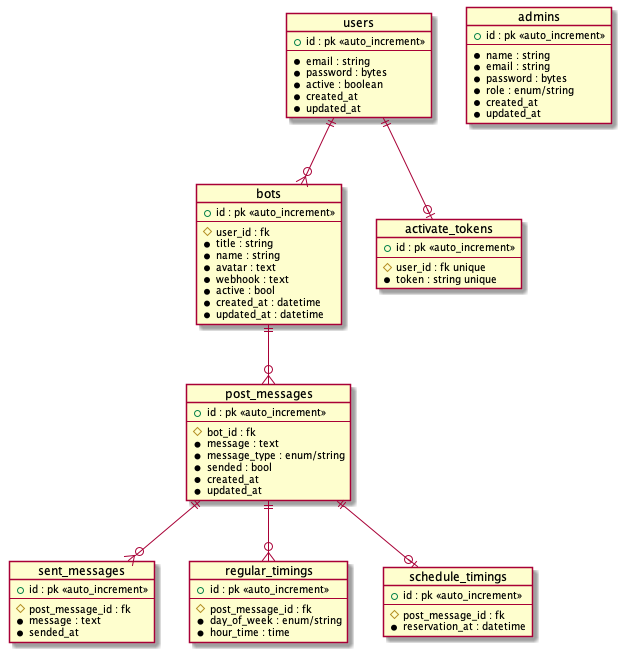 users
id : pk «auto_increment»
email : string
password : bytes
active : boolean
created_at
updated_at
admins
id : pk «auto_increment»
name : string
email : string
password : bytes
role : enum/string
created_at
updated_at
bots
id : pk «auto_increment»
user_id : fk
title : string
name : string
avatar : text
webhook : text
active : bool
created_at : datetime
updated_at : datetime
activate_tokens
id : pk «auto_increment»
user_id : fk unique
token : string unique
post_messages
id : pk «auto_increment»
bot_id : fk
message : text
message_type : enum/string
sended : bool
created_at
updated_at
sent_messages
id : pk «auto_increment»
post_message_id : fk
message : text
sended_at
regular_timings
id : pk «auto_increment»
post_message_id : fk
day_of_week : enum/string
hour_time : time
schedule_timings
id : pk «auto_increment»
post_message_id : fk
reservation_at : datetime